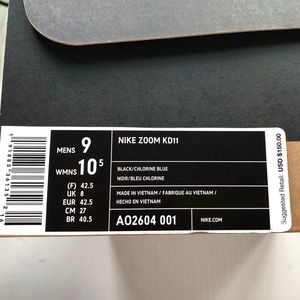 MENS 9
WMNS 10.5
(F) 42.5
UK 8
EUR 42.5
CM 27
BR 40.5
NIKE ZOOM KD11
BLACK/CHLORINE BLUE
NOIR/BLEU CHLORINE
MADE IN VIETNAM / FABRIQUÉ AU VIETNAM /
HECHO EN VIETNAM
AO2604 001
NIKE.COM
Suggested Retail: USD $150.00